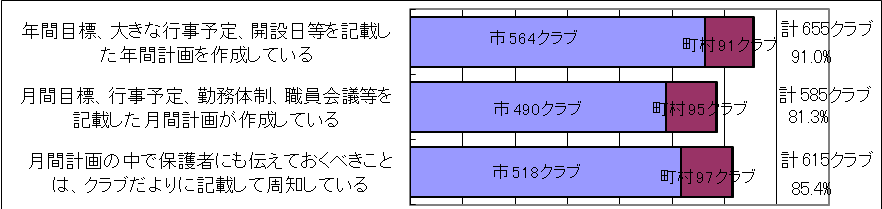 年間目標、大きな行事予定、開設日等を記載し
た年間計画を作成している
市564クラブ
町村91クラブ
計655クラブ
91.0%
月間目標、行事予定、勤務体制、職員会議等を
記載した月間計画が作成している
市490クラブ
町村95クラブ
計585クラブ
81.3%
月間計画の中で保護者にも伝えておくべきこと
は、クラブだよりに記載して周知している
市518クラブ
町村97クラブ
計615クラブ
85.4%